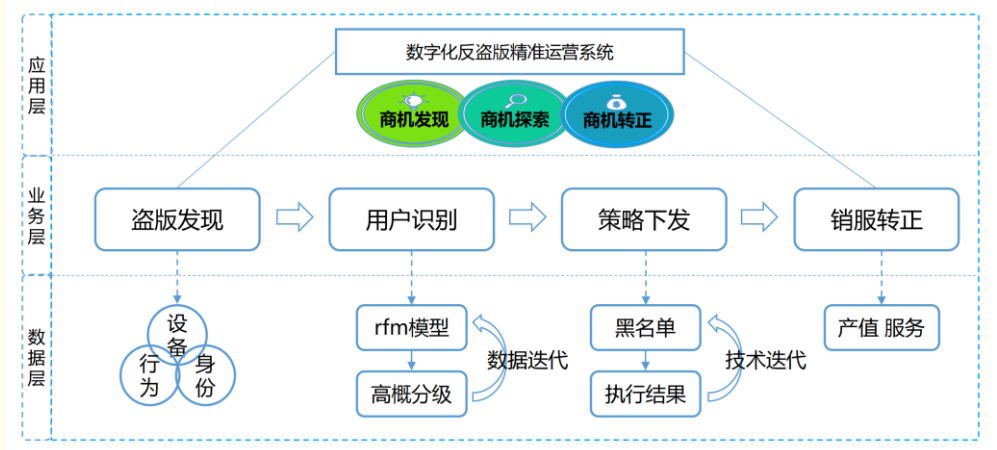 应用层
数字化反盗版精准运营系统
商机发现
商机探索
商机转正
业务层
盗版发现
用户识别
策略下发
销服转正
数据层
设备
行为
身份
rfm模型
数据迭代
高概分级
黑名单
技术迭代
执行结果
产值 服务